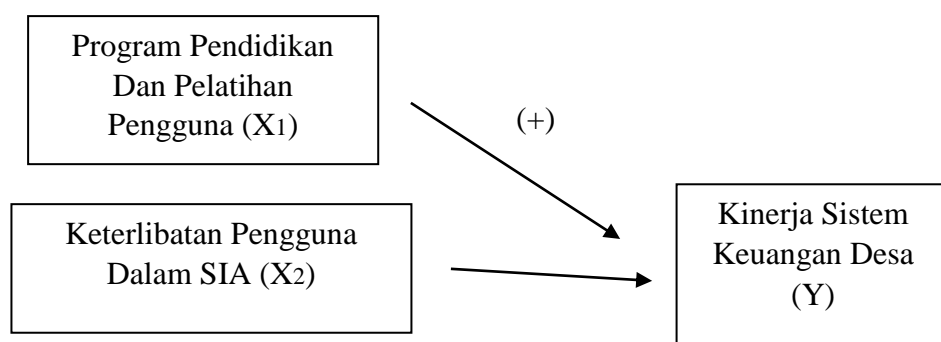 Program Pendidikan
Dan Pelatihan
Pengguna (X1)
(+)
Keterlibatan Pengguna
Dalam SIA (X2)
Kinerja Sistem
Keuangan Desa
(Y)